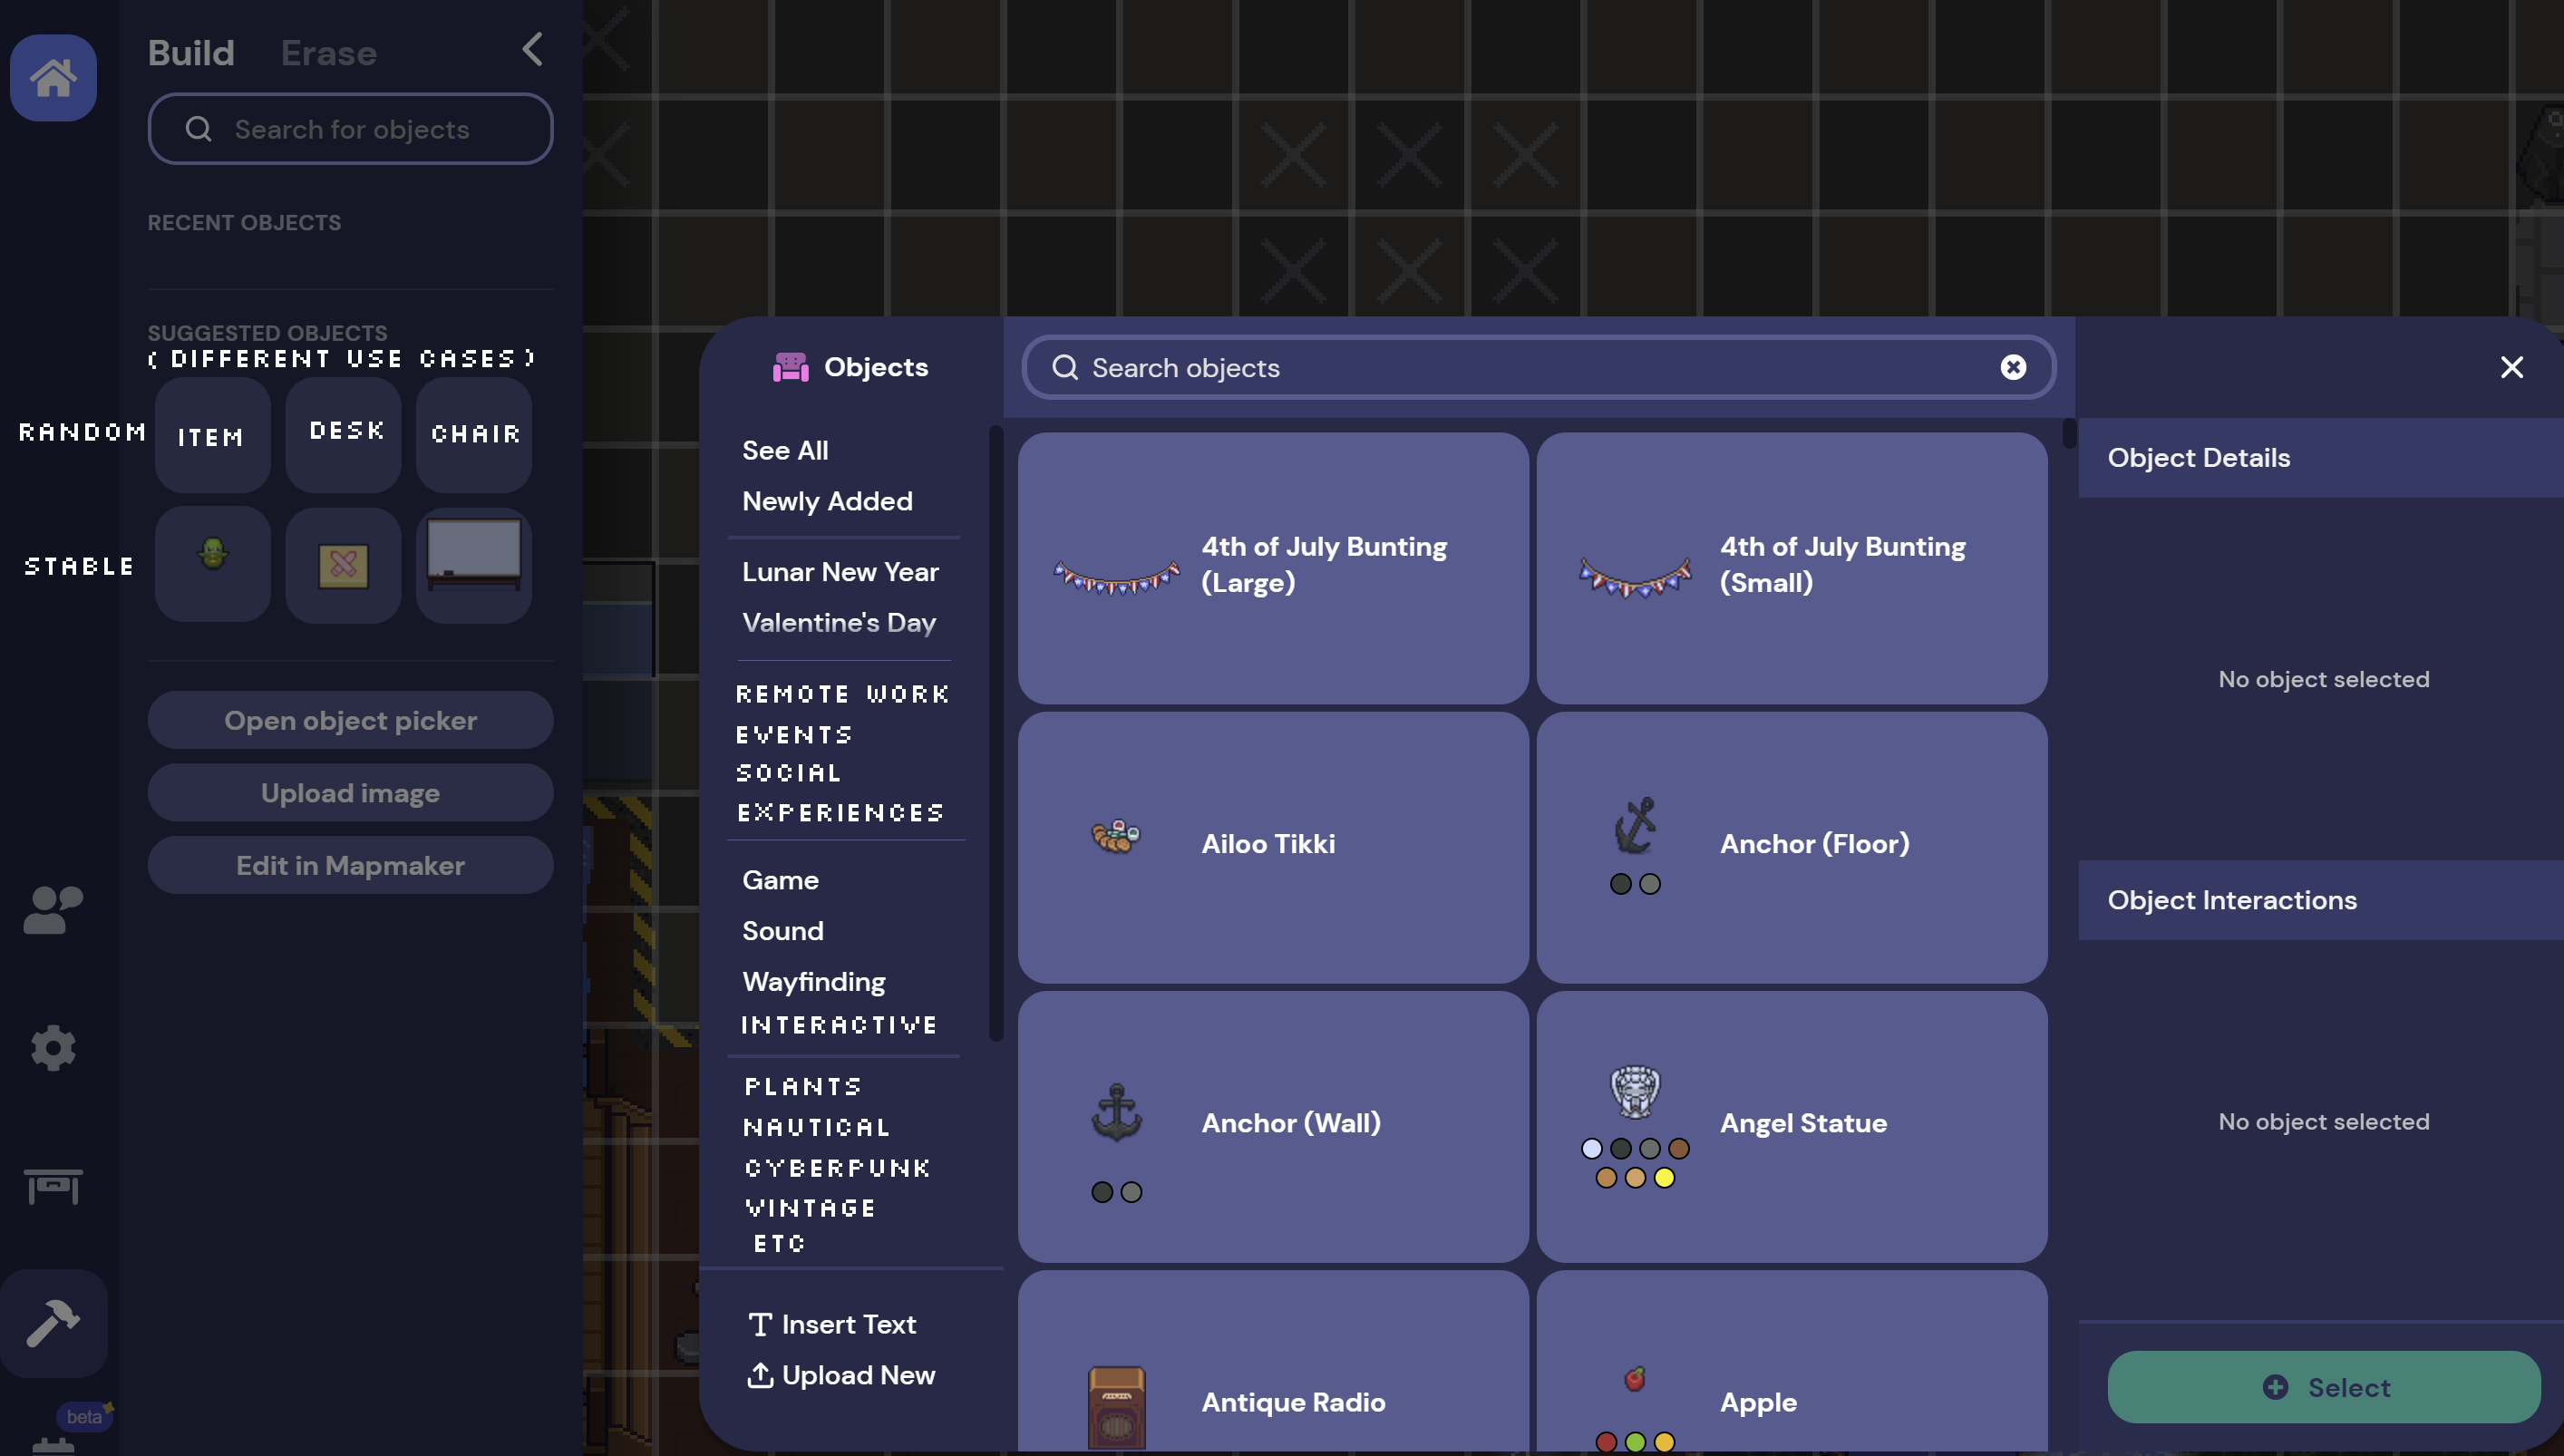 Build
Erase
Search for objects
RECENT OBJECTS
SUGGESTED OBJECTS
( DIFFERENT USE CASES )
RANDOM
ITEM
DESK
CHAIR
STABLE
Open object picker
Upload image
Edit in Mapmaker
beta
Objects
See All
Newly Added
Lunar New Year
Valentine's Day
REMOTE WORK
EVENTS
SOCIAL
EXPERIENCES
Game
Sound
Wayfinding
INTERACTIVE
PLANTS
NAUTICAL
CYBERPUNK
VINTAGE
ETC
Insert Text
Upload New
Search objects
4th of July Bunting
(Large)
4th of July Bunting
(Small)
Ailoo Tikki
Anchor (Floor)
Anchor (Wall)
Angel Statue
Antique Radio
Apple
Object Details
No object selected
Object Interactions
No object selected
Select